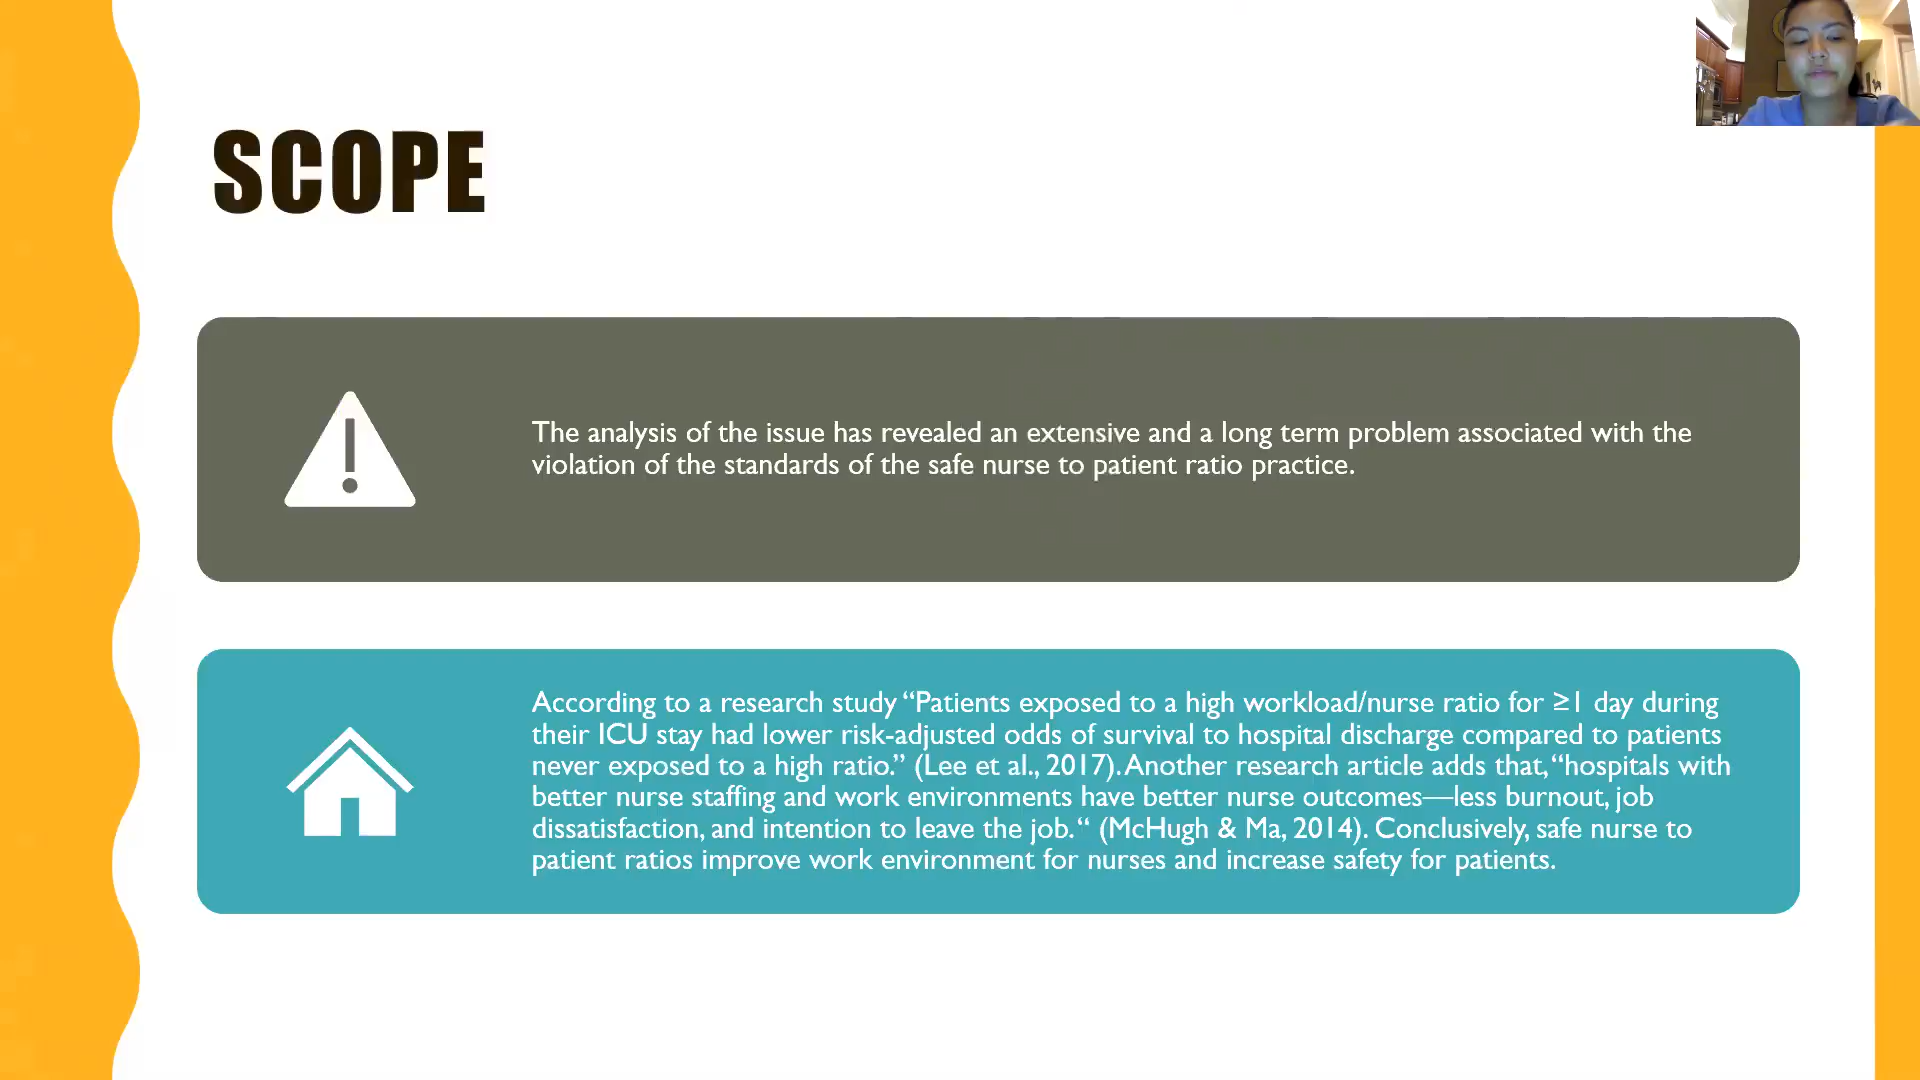 SCOPE
The analysis of the issue has revealed an extensive and a long term problem associated with the
violation of the standards of the safe nurse to patient ratio practice.
According to a research study “Patients exposed to a high workload/nurse ratio for ≥1 day during
their ICU stay had lower risk-adjusted odds of survival to hospital discharge compared to patients
never exposed to a high ratio.” (Lee et al., 2017). Another research article adds that, “hospitals with
better nurse staffing and work environments have better nurse outcomes—less burnout, job
dissatisfaction, and intention to leave the job. “ (McHugh & Ma, 2014). Conclusively, safe nurse to
patient ratios improve work environment for nurses and increase safety for patients.